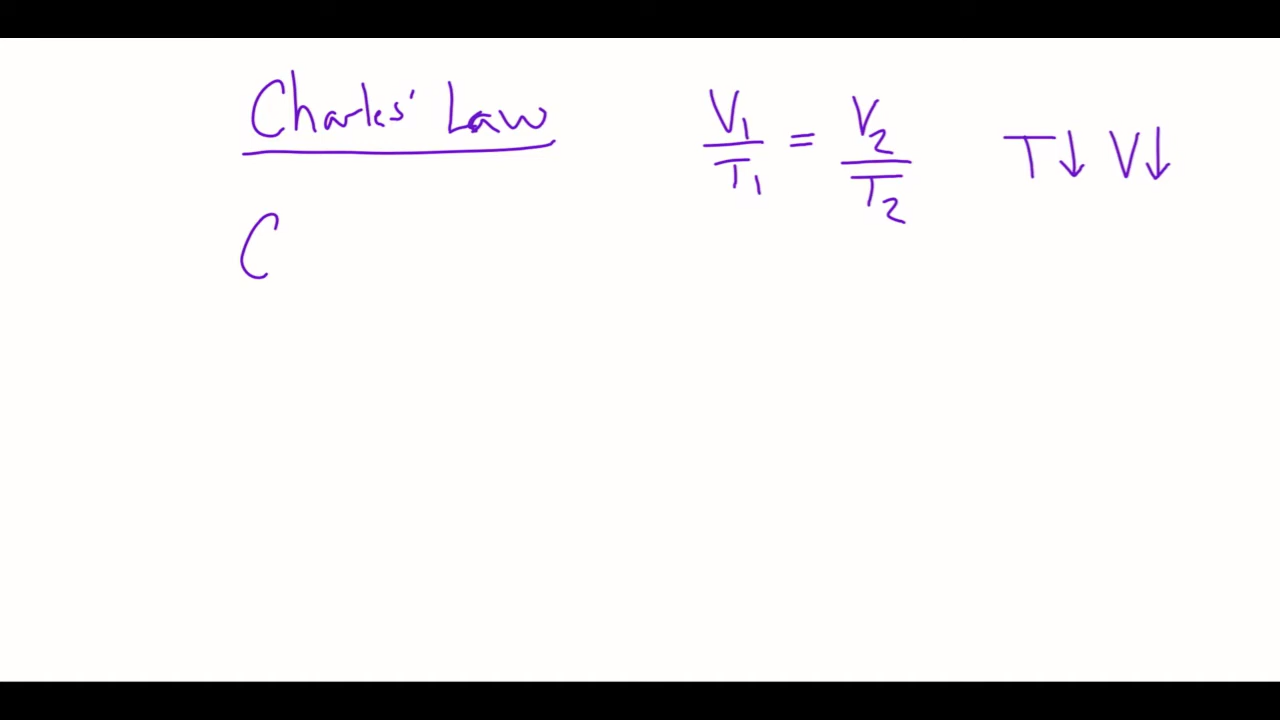 Charles' Law
V₁/T₁ = V₂/T₂ T↓ V↓
C